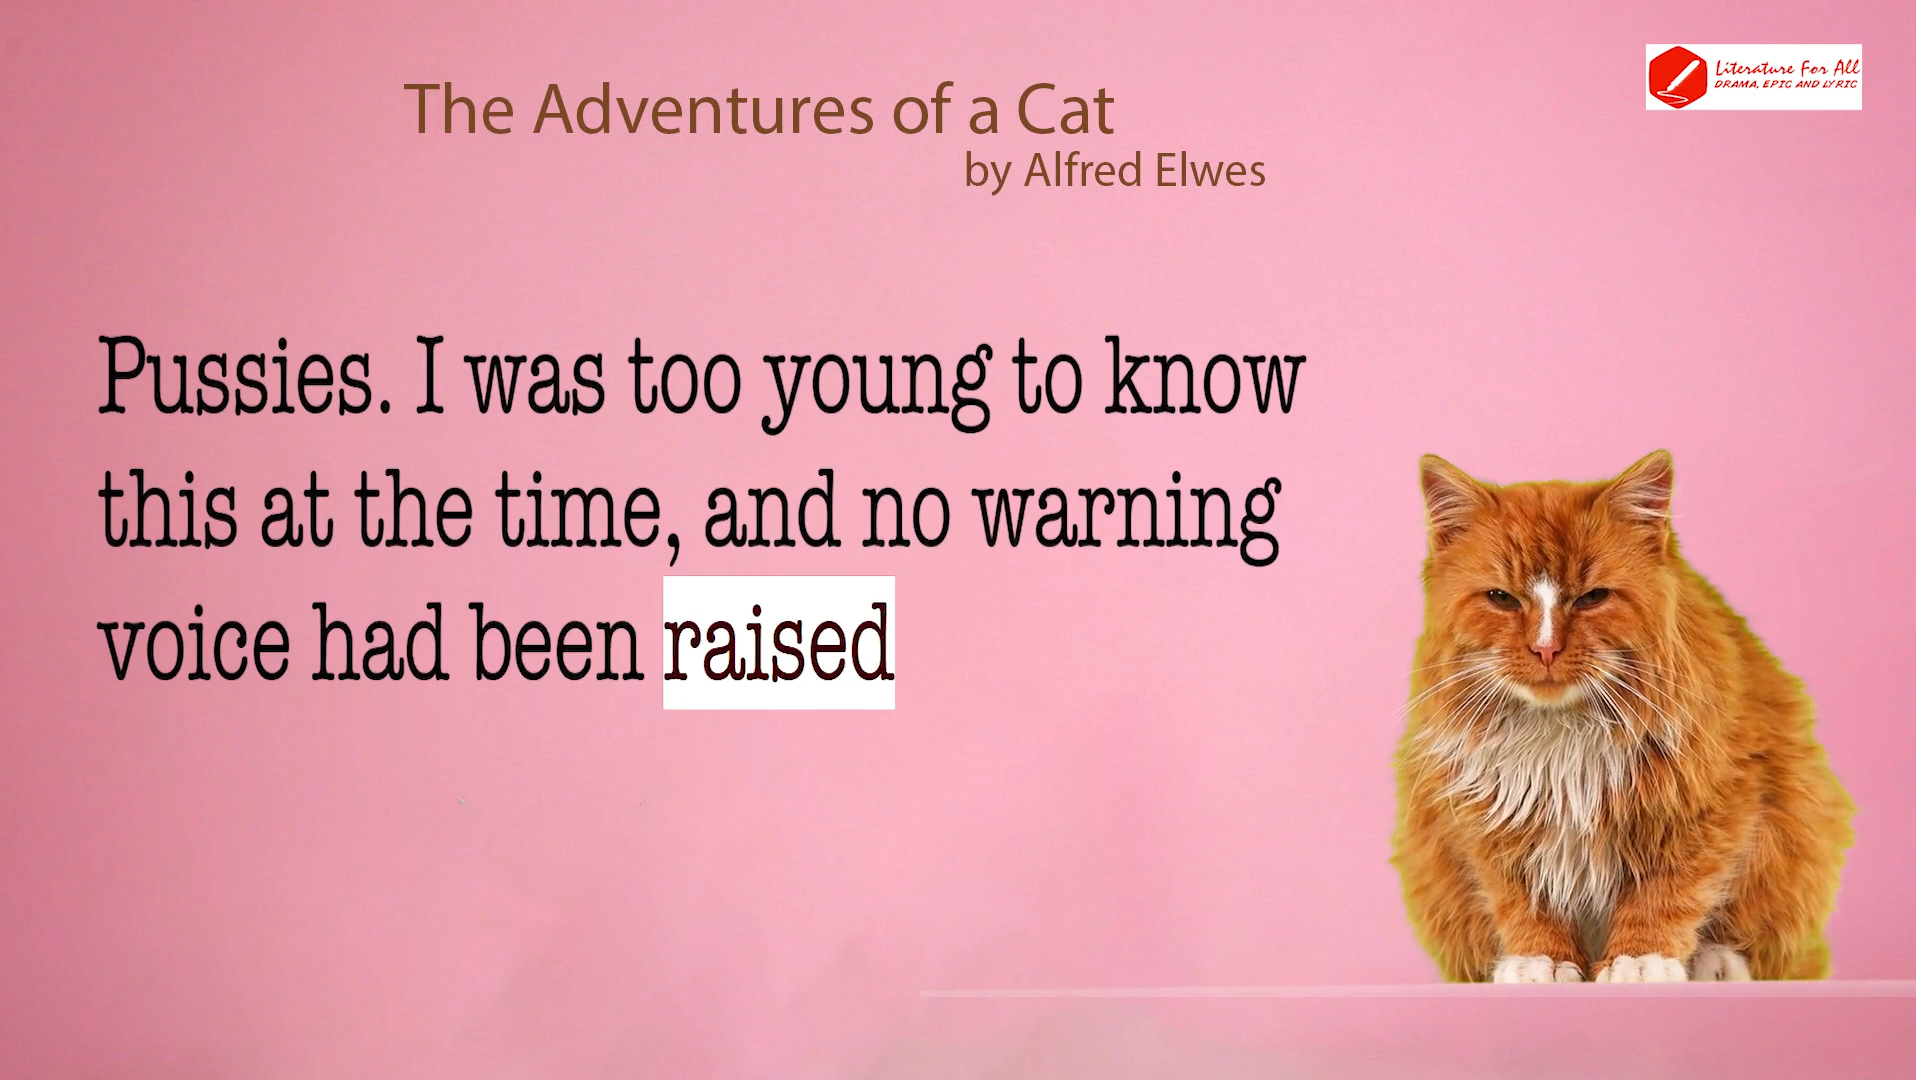 The Adventures of a Cat
by Alfred Elwes
Literature For All
DRAMA, EPIC AND LYRIC
Pussies. I was too young to know
this at the time, and no warning
voice had been raised